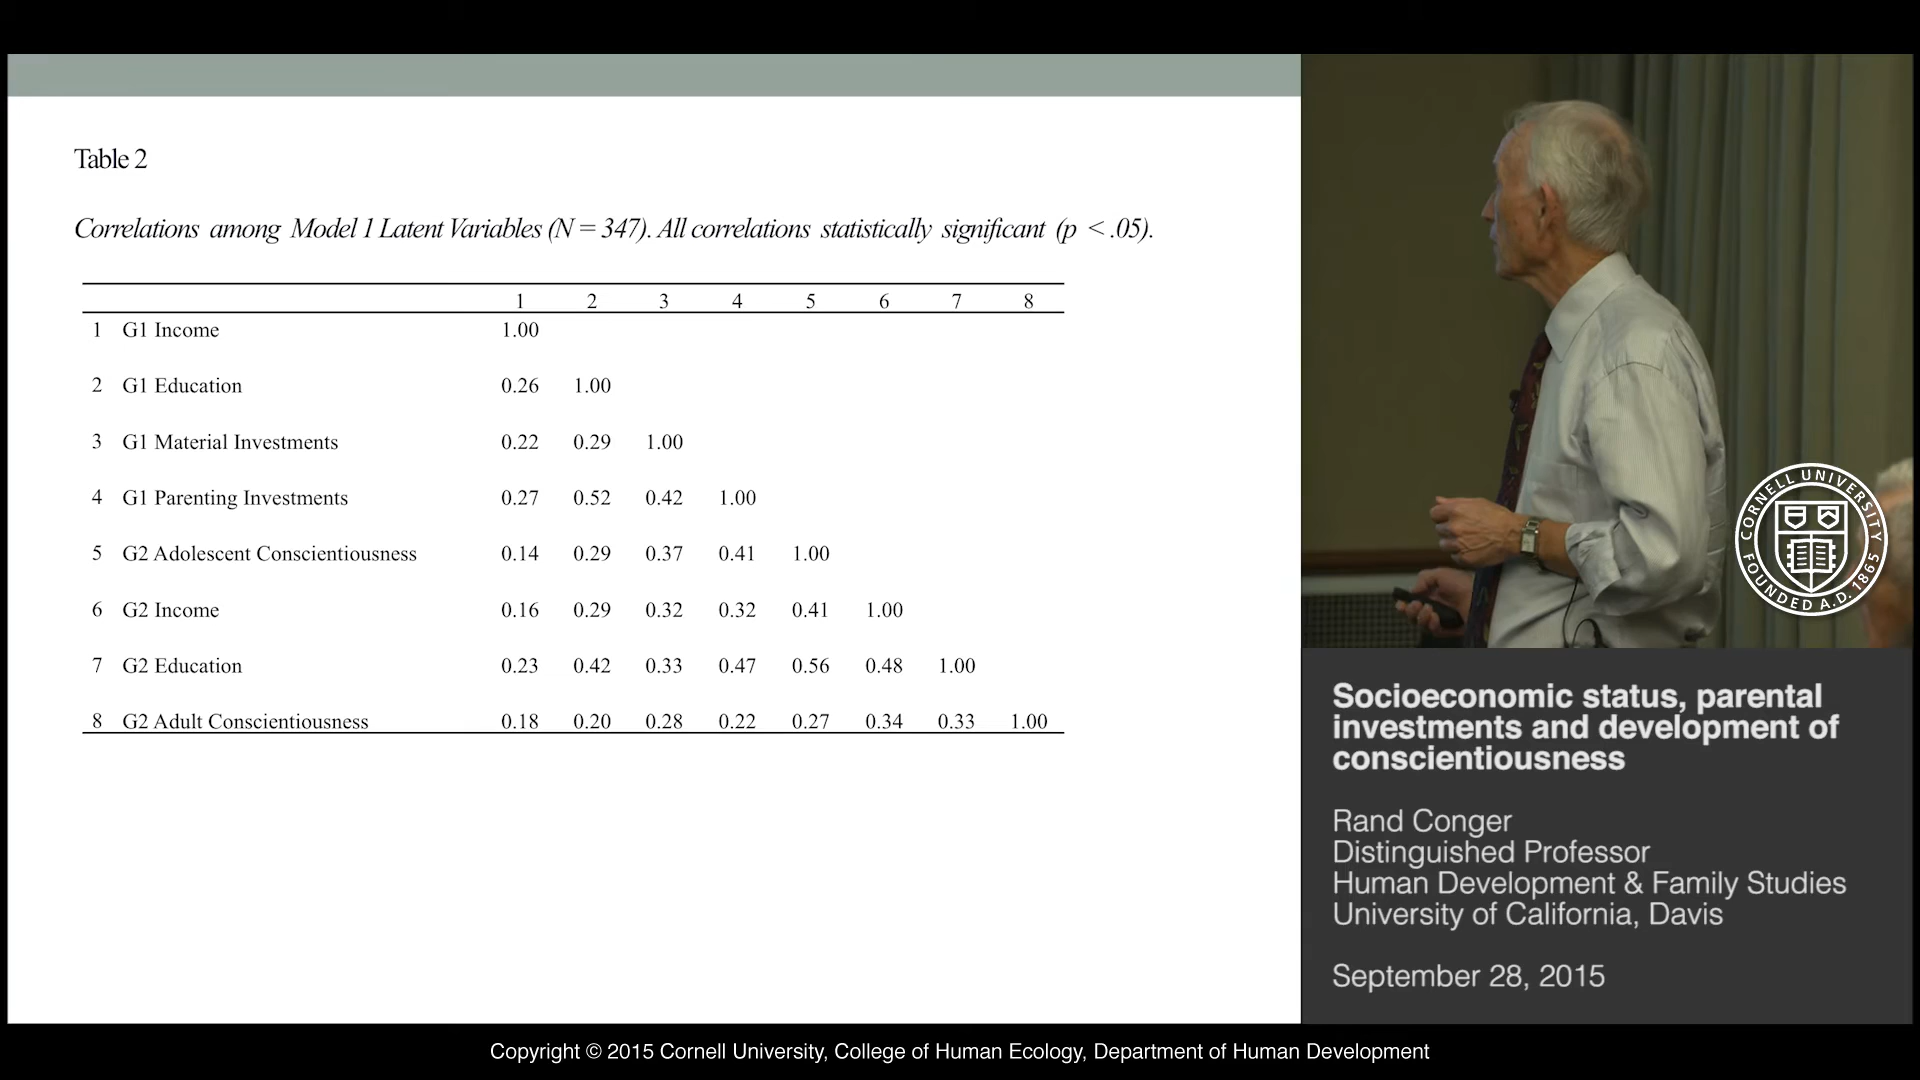 Table 2
Correlations among Model 1 Latent Variables (N = 347). All correlations statistically significant (p < .05).
1 2 3 4 5 6 7 8
1 G1 Income 1.00
2 G1 Education 0.26 1.00
3 G1 Material Investments 0.22 0.29 1.00
4 G1 Parenting Investments 0.27 0.52 0.42 1.00
5 G2 Adolescent Conscientiousness 0.14 0.29 0.37 0.41 1.00
6 G2 Income 0.16 0.29 0.32 0.32 0.41 1.00
7 G2 Education 0.23 0.42 0.33 0.47 0.56 0.48 1.00
8 G2 Adult Conscientiousness 0.18 0.20 0.28 0.22 0.27 0.34 0.33 1.00
CORNELL UNIVERSITY
FOUNDED A.D. 1865
Socioeconomic status, parental
investments and development of
conscientiousness
Rand Conger
Distinguished Professor
Human Development & Family Studies
University of California, Davis
September 28, 2015
Copyright © 2015 Cornell University, College of Human Ecology, Department of Human Development